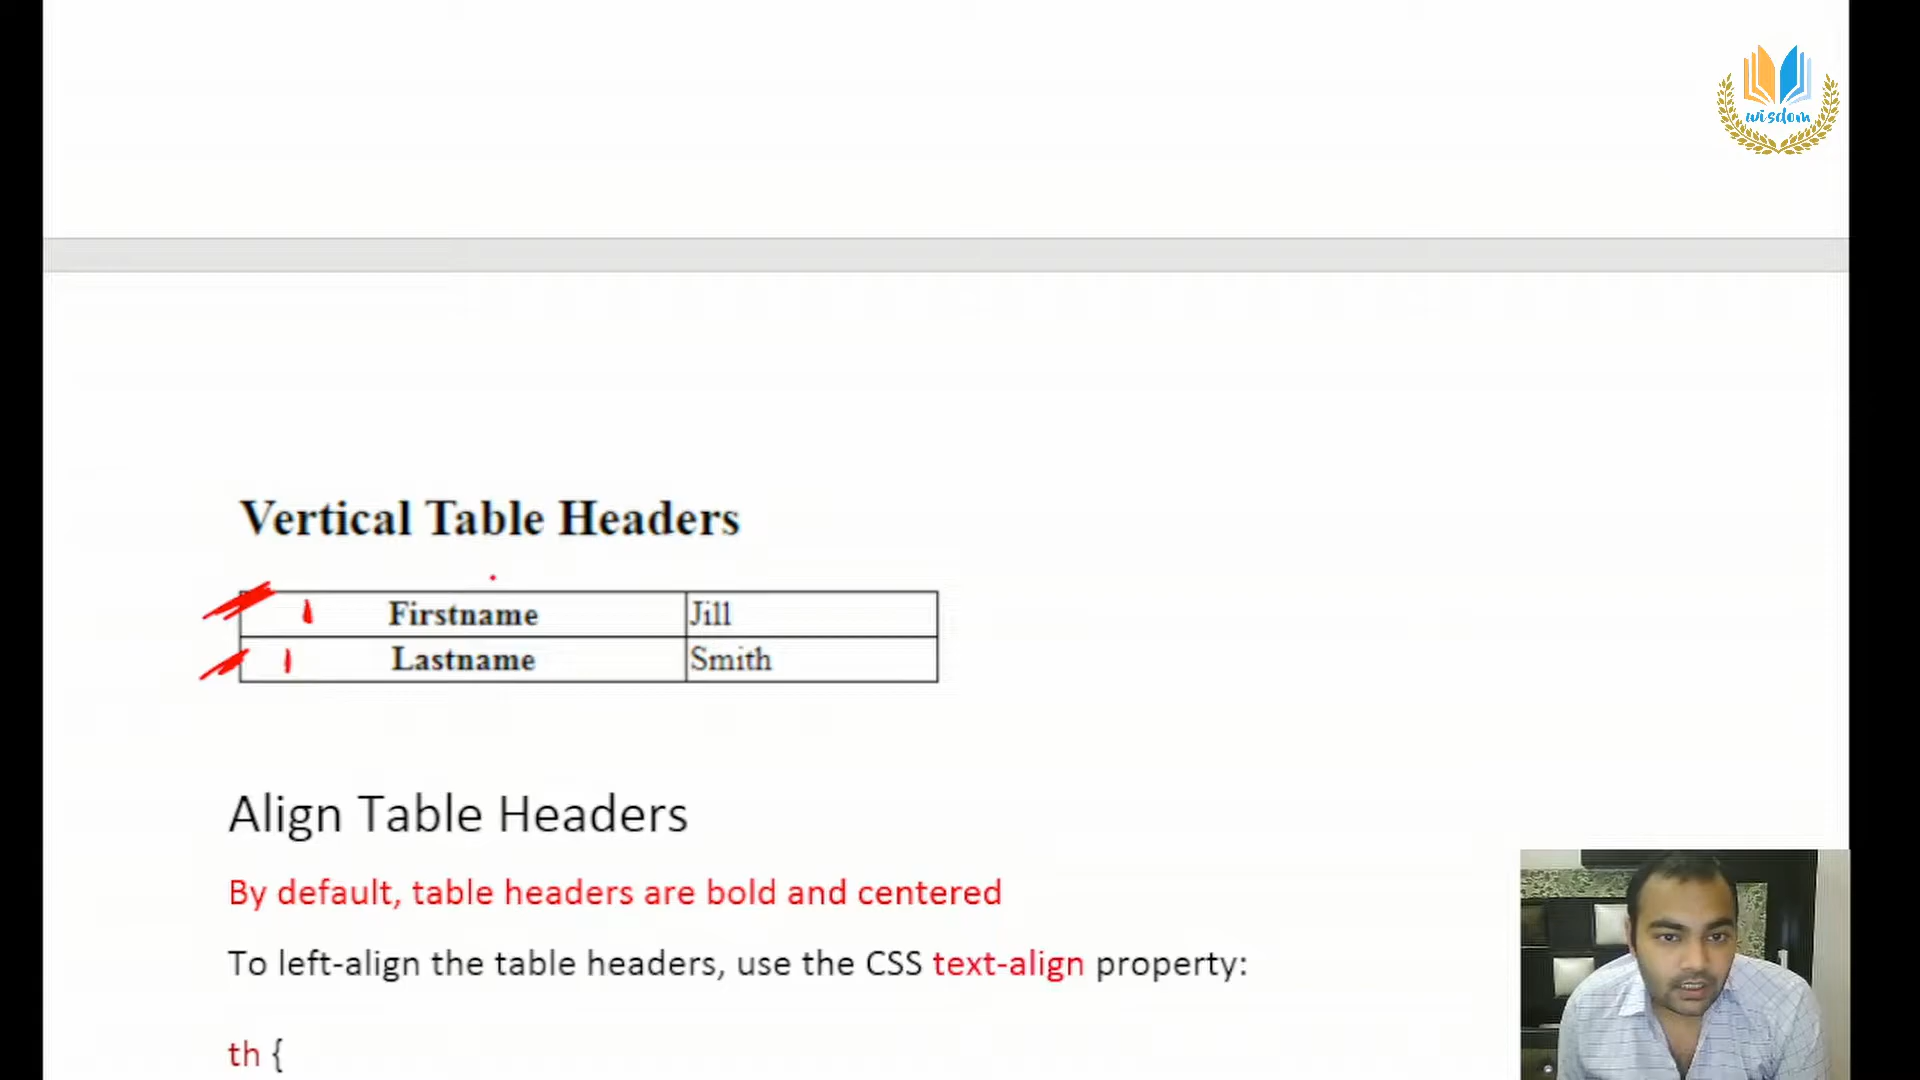 wisdom
Vertical Table Headers
Firstname Jill
Lastname Smith
Align Table Headers
By default, table headers are bold and centered
To left-align the table headers, use the CSS text-align property:
th {